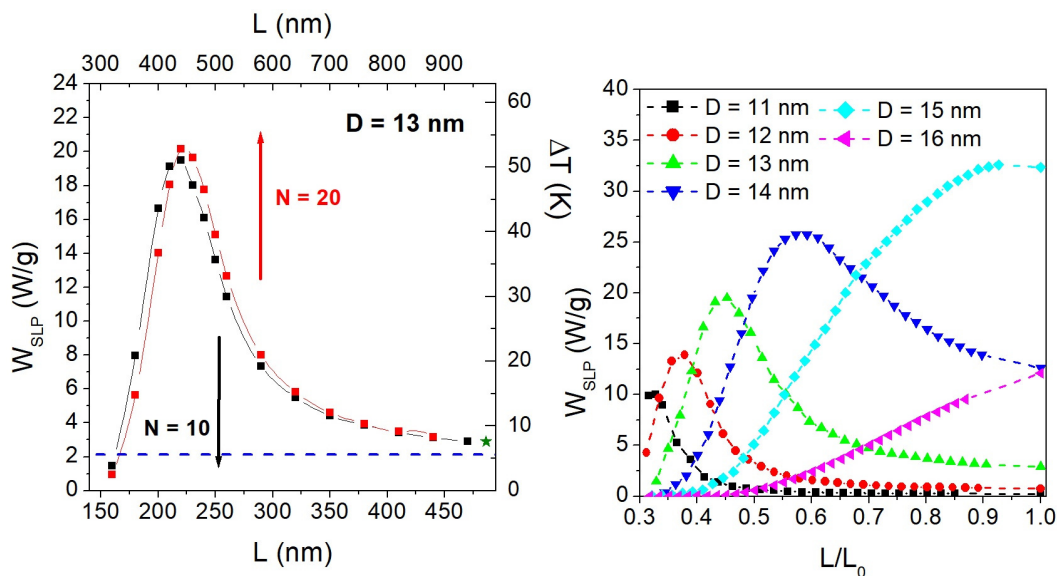 L (nm)
300 400 500 600 700 800 900
24
22
20
18
16
14
12
10
8
6
4
2
0
W_SLP (W/g)
D = 13 nm
N = 20
N = 10
60
50
40
30
20
10
0
ΔT (K)
150 200 250 300 350 400 450
L (nm)
40
35
30
25
20
15
10
5
0
W_SLP (W/g)
D = 11 nm
D = 12 nm
D = 13 nm
D = 14 nm
D = 15 nm
D = 16 nm
0.3 0.4 0.5 0.6 0.7 0.8 0.9 1.0
L/L₀